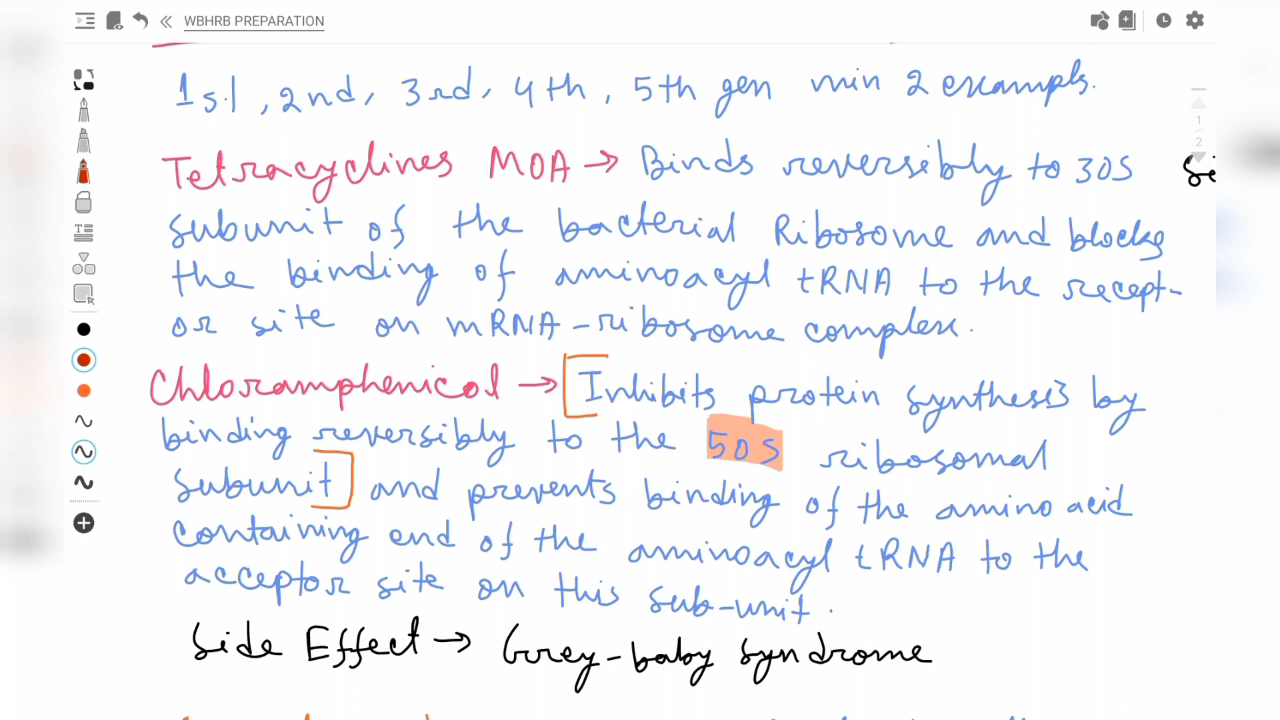 WBHRB PREPARATION
1st, 2nd, 3rd, 4th, 5th gen min 2 exampls.
Tetracyclines MOA → Binds reversibly to 30S
subunit of the bacterial Ribosome and blocks
the binding of aminoacyl tRNA to the recept-
or site on mRNA-ribosome complex.
Chloramphenicol → [Inhibits protein synthesis by
binding reversibly to the 50S ribosomal
subunit] and prevents binding of the amino acid
containing end of the aminoacyl tRNA to the
acceptor site on this sub-unit.
Side Effect → Grey-baby syndrome
1
2